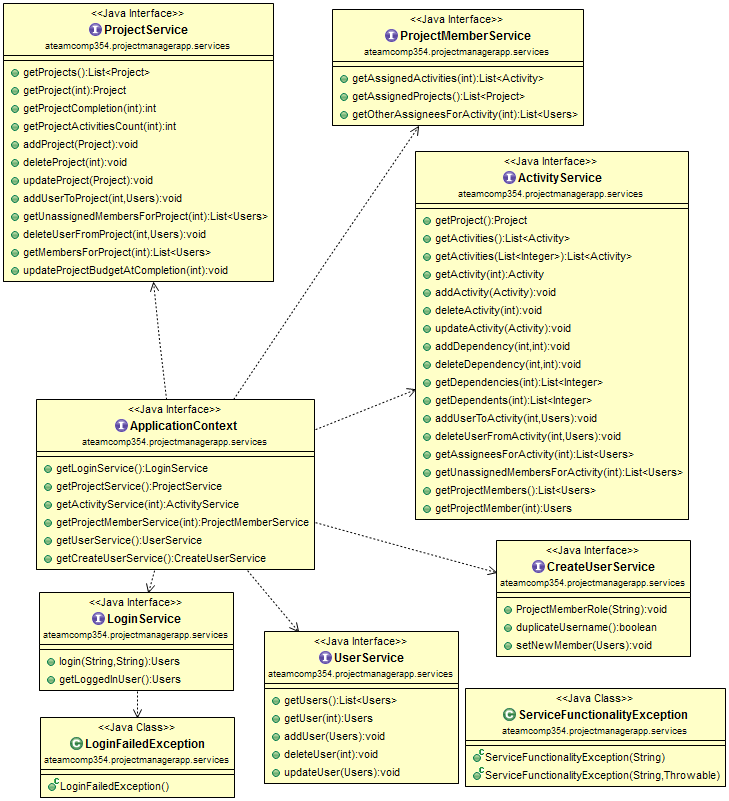 <<Java Interface>>
ProjectService
ateamcomp354.projectmanagerapp.services
getProjects():List<Project>
getProject(int):Project
getProjectCompletion(int):int
getProjectActivitiesCount(int):int
addProject(Project):void
deleteProject(int):void
updateProject(Project):void
addUserToProject(int,Users):void
getUnassignedMembersForProject(int):List<Users>
deleteUserFromProject(int,Users):void
getMembersForProject(int):List<Users>
updateProjectBudgetAtCompletion(int):void
<<Java Interface>>
ProjectMemberService
ateamcomp354.projectmanagerapp.services
getAssignedActivities(int):List<Activity>
getAssignedProjects():List<Project>
getOtherAssigneesForActivity(int):List<Users>
<<Java Interface>>
ActivityService
ateamcomp354.projectmanagerapp.services
getProject():Project
getActivities():List<Activity>
getActivities(List<Integer>):List<Activity>
getActivity(int):Activity
addActivity(Activity):void
deleteActivity(int):void
updateActivity(Activity):void
addDependency(int,int):void
deleteDependency(int,int):void
getDependencies(int):List<Integer>
getDependents(int):List<Integer>
addUserToActivity(int,Users):void
deleteUserFromActivity(int,Users):void
getAssigneesForActivity(int):List<Users>
getUnassignedMembersForActivity(int):List<Users>
getProjectMembers():List<Users>
getProjectMember(int):Users
<<Java Interface>>
ApplicationContext
ateamcomp354.projectmanagerapp.services
getLoginService():LoginService
getProjectService():ProjectService
getActivityService(int):ActivityService
getProjectMemberService(int):ProjectMemberService
getUserService():UserService
getCreateUserService():CreateUserService
<<Java Interface>>
CreateUserService
ateamcomp354.projectmanagerapp.services
ProjectMemberRole(String):void
duplicateUsername():boolean
setNewMember(Users):void
<<Java Interface>>
LoginService
ateamcomp354.projectmanagerapp.services
login(String,String):Users
getLoggedInUser():Users
<<Java Interface>>
UserService
ateamcomp354.projectmanagerapp.services
getUsers():List<Users>
getUser(int):Users
addUser(Users):void
deleteUser(int):void
updateUser(Users):void
<<Java Class>>
LoginFailedException
ateamcomp354.projectmanagerapp.services
LoginFailedException()
<<Java Class>>
ServiceFunctionalityException
ateamcomp354.projectmanagerapp.services
ServiceFunctionalityException(String)
ServiceFunctionalityException(String,Throwable)